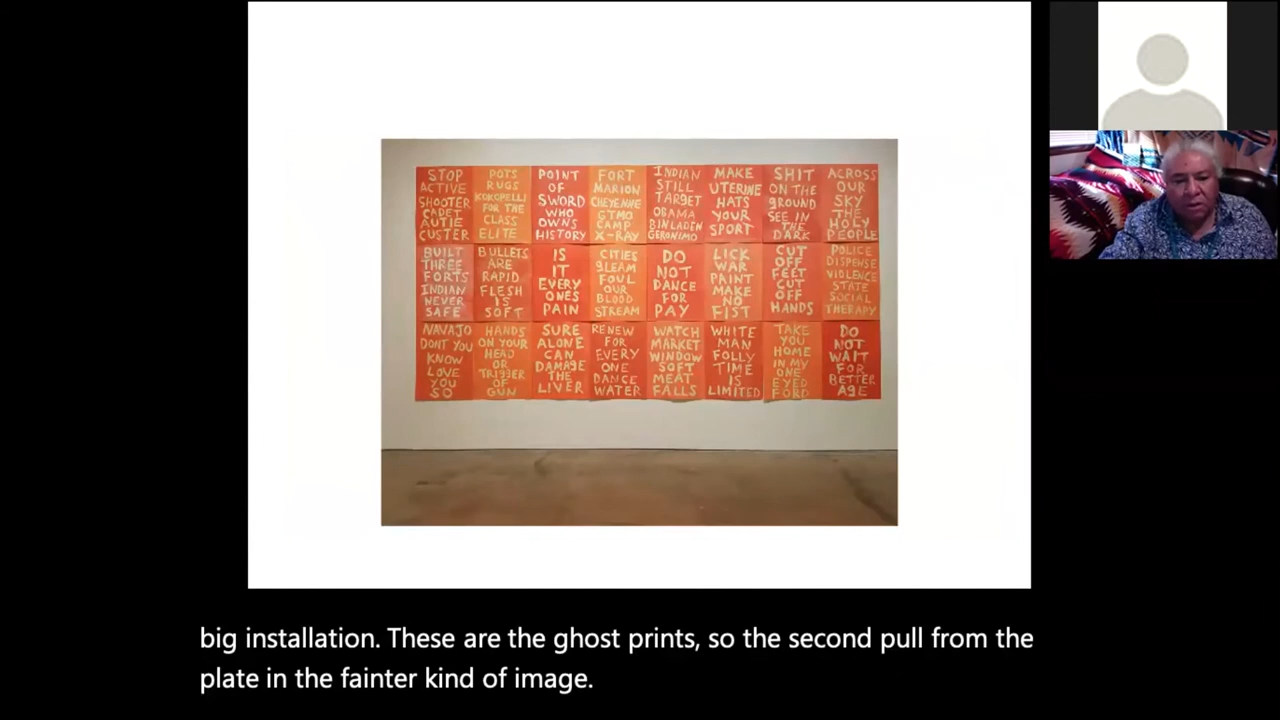 STOP
ACTIVE
SHOOTER
CADET
AUTIE
CUSTER
POTS
RUGS
KOKOPELLI
FOR THE
CLASS
ELITE
POINT
OF
SWORD
WHO
OWNS
HISTORY
FORT
MARION
CHEYENNE
GTMO
CAMP
X-RAY
INDIAN
STILL
TARGET
OBAMA
BIN LADEN
GERONIMO
MAKE
UTERINE
HATS
YOUR
SPORT
SHIT
ON THE
GROUND
SEE IN
THE
DARK
ACROSS
OUR
SKY
THE
HOLY
PEOPLE
BUILT
THREE
FORTS
INDIAN
NEVER
SAFE
BULLETS
ARE
RAPID
FLESH
IS
SOFT
IS
IT
EVERY
ONES
PAIN
CITIES
GLEAM
FOUL
OUR
BLOOD
STREAM
DO
NOT
DANCE
FOR
PAY
LICK
WAR
PAINT
MAKE
NO
FIST
CUT
OFF
FEET
CUT
OFF
HANDS
POLICE
DISPENSE
VIOLENCE
STATE
SOCIAL
THERAPY
NAVAJO
DONT YOU
KNOW
LOVE
YOU
SO
HANDS
ON YOUR
HEAD
OR
TRIGGER
OF
GUN
SURE
ALONE
CAN
DAMAGE
THE
LIVER
RENEW
FOR
EVERY
ONE
DANCE
WATER
WATCH
MARKET
WINDOW
SOFT
MEAT
FALLS
WHITE
MAN
FOLLY
TIME
IS
LIMITED
TAKE
YOU
HOME
IN MY
ONE
EYED
FORD
DO
NOT
WAIT
FOR
BETTER
AGE
big installation. These are the ghost prints, so the second pull from the
plate in the fainter kind of image.